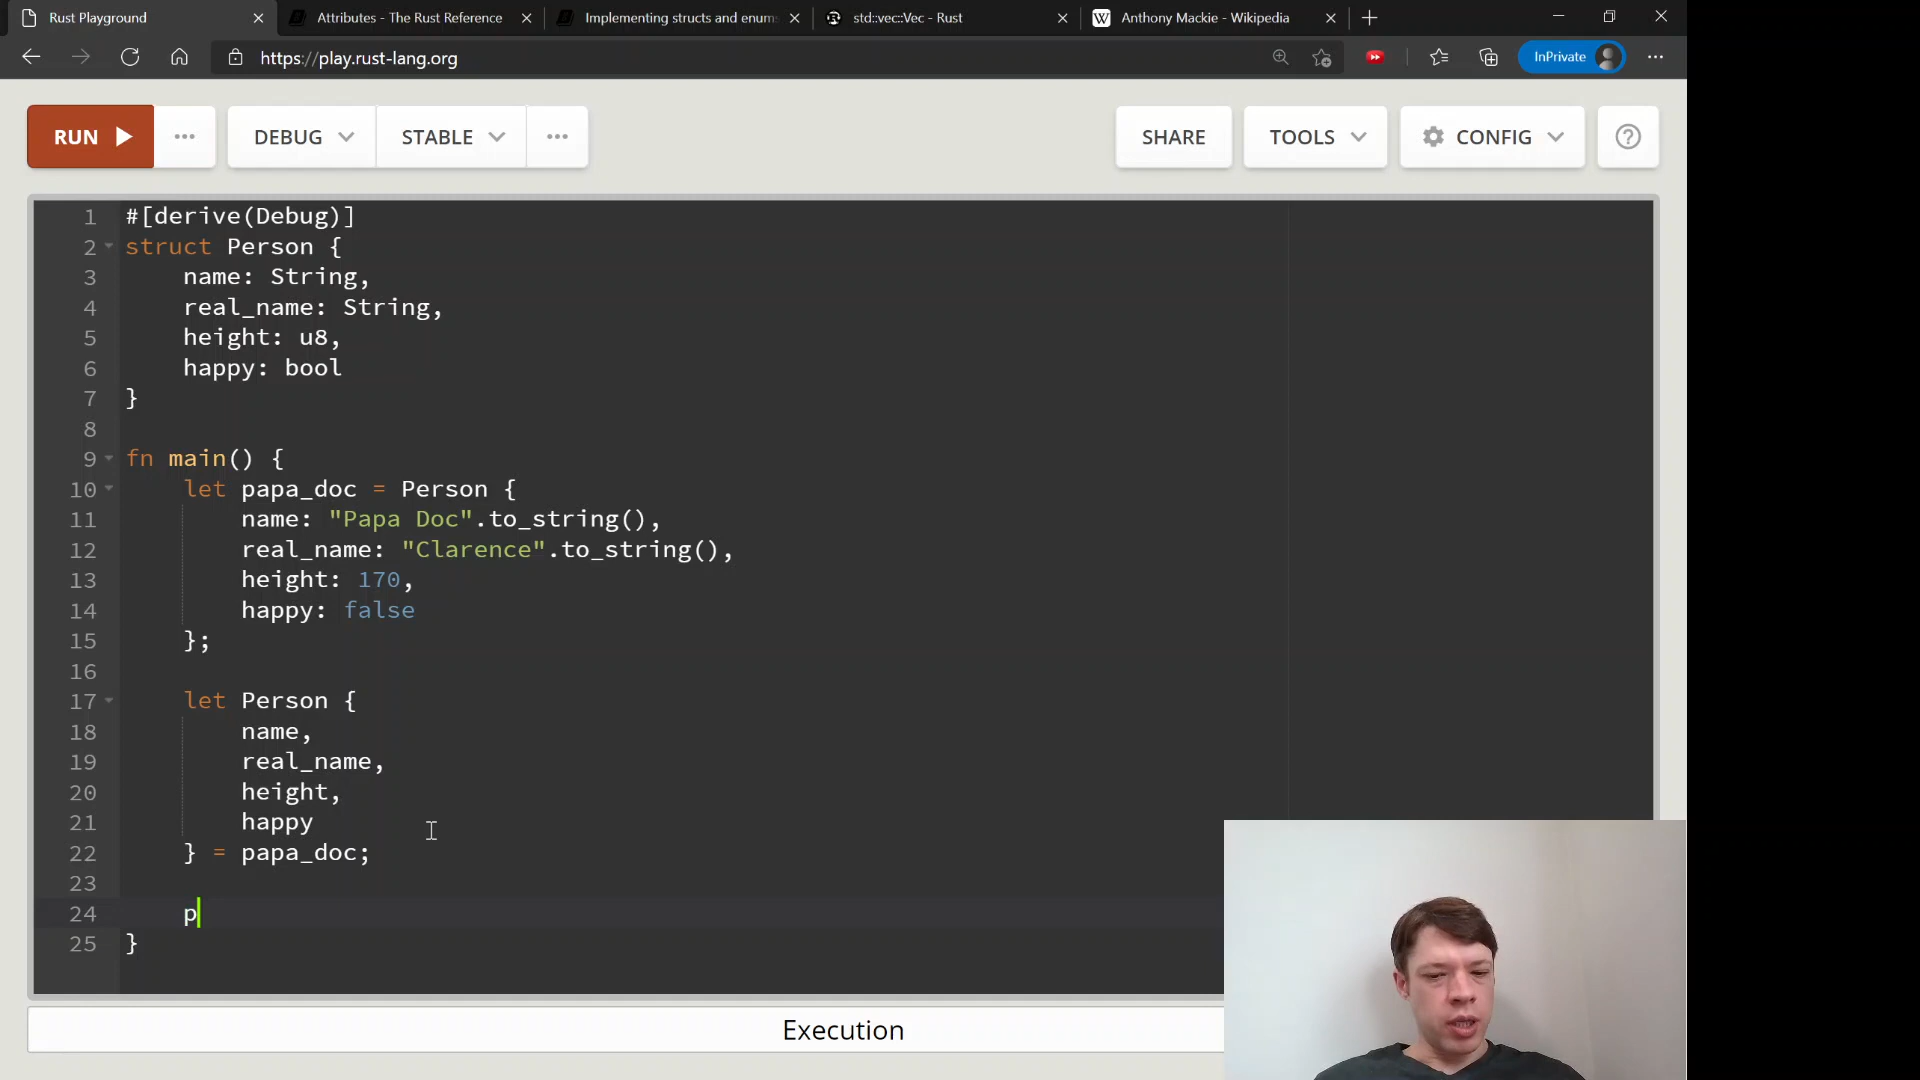 Rust Playground
Attributes - The Rust Reference
Implementing structs and enum
std::vec::Vec - Rust
Anthony Mackie - Wikipedia
https://play.rust-lang.org
InPrivate
RUN
DEBUG
STABLE
SHARE
TOOLS
CONFIG
1 #[derive(Debug)]
2 struct Person {
3 name: String,
4 real_name: String,
5 height: u8,
6 happy: bool
7 }
8
9 fn main() {
10 let papa_doc = Person {
11 name: "Papa Doc".to_string(),
12 real_name: "Clarence".to_string(),
13 height: 170,
14 happy: false
15 };
16
17 let Person {
18 name,
19 real_name,
20 height,
21 happy
22 } = papa_doc;
23
24 p
25 }
Execution